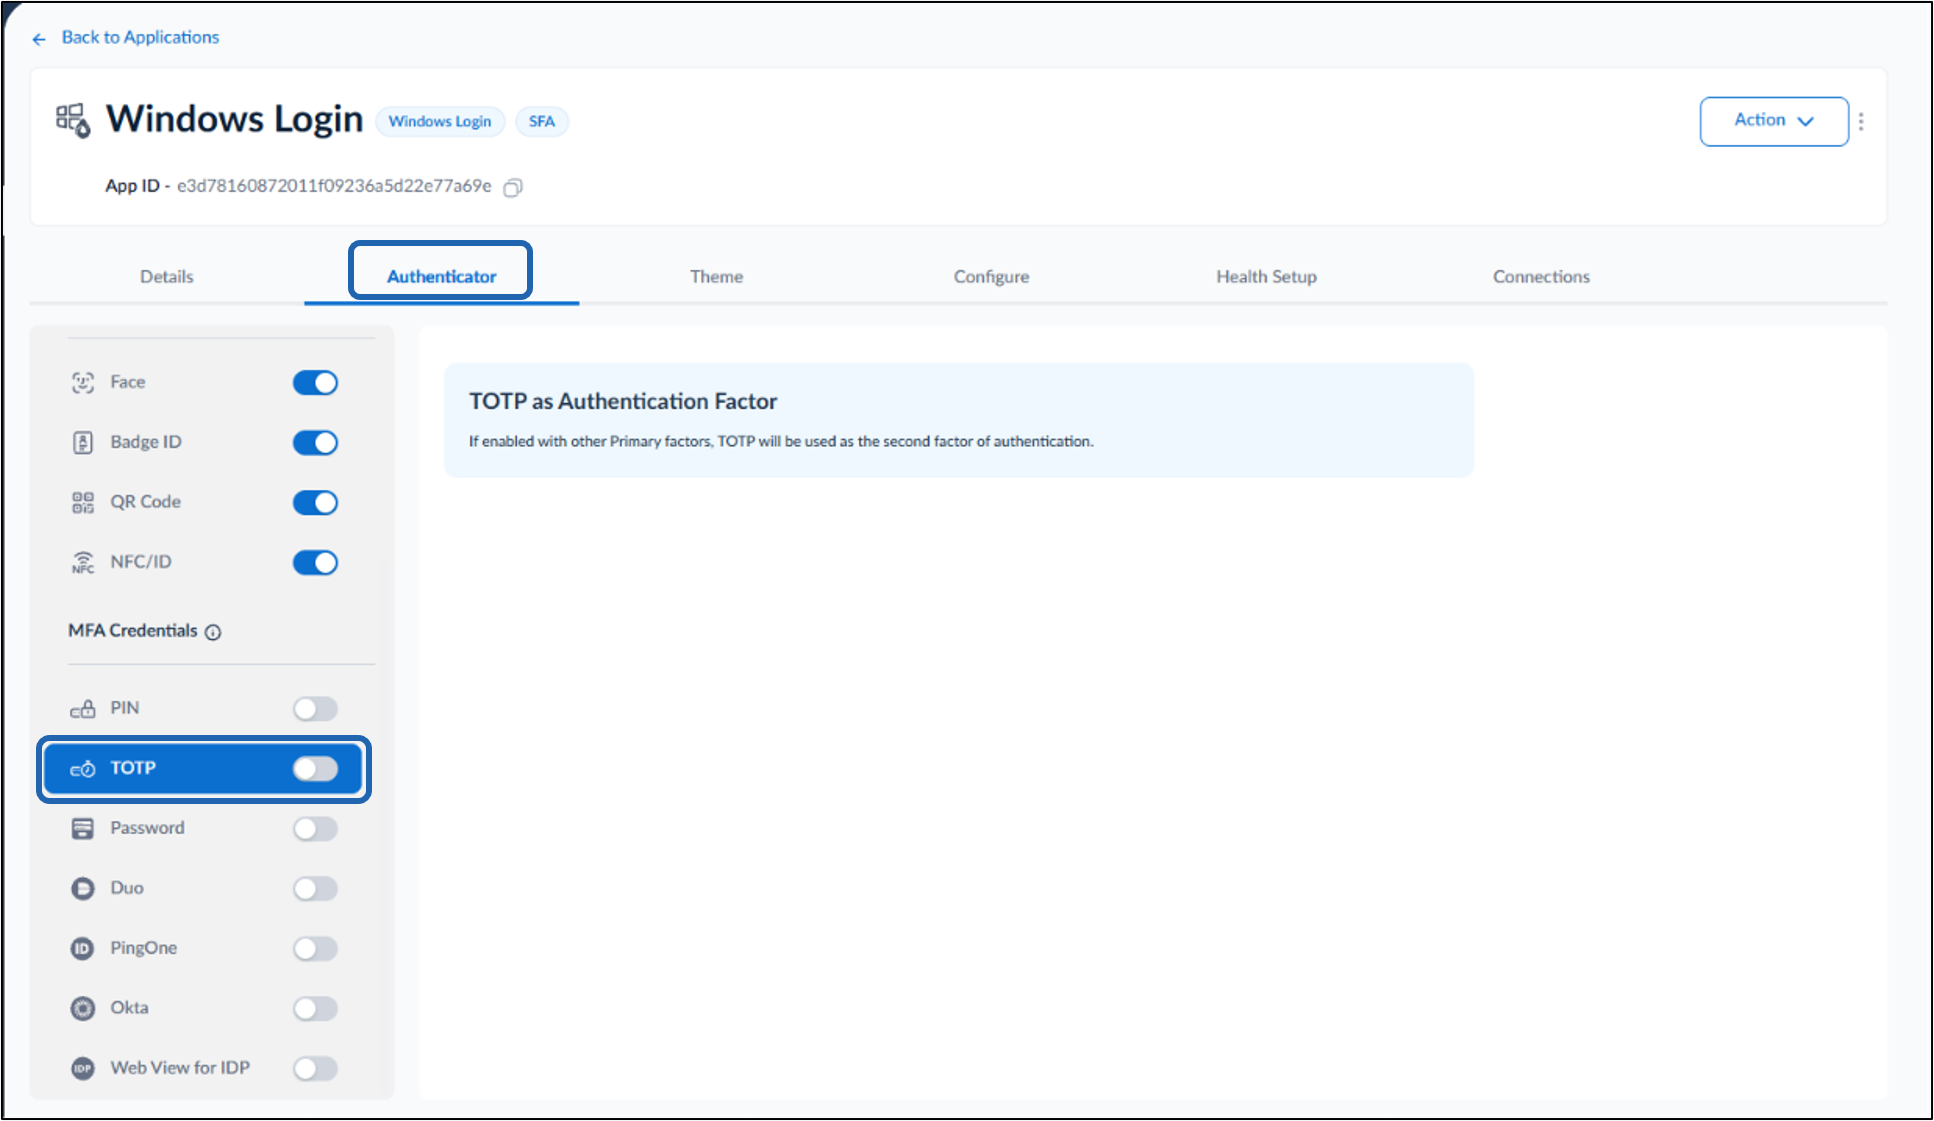 Back to Applications
Windows Login Windows Login SFA
Action
App ID - e3d78160872011f09236a5d22e77a69e
Details Authenticator Theme Configure Health Setup Connections
Face
Badge ID
QR Code
NFC NFC/ID
MFA Credentials
PIN
TOTP
Password
Duo
ID PingOne
Okta
IDP Web View for IDP
TOTP as Authentication Factor
If enabled with other Primary factors, TOTP will be used as the second factor of authentication.